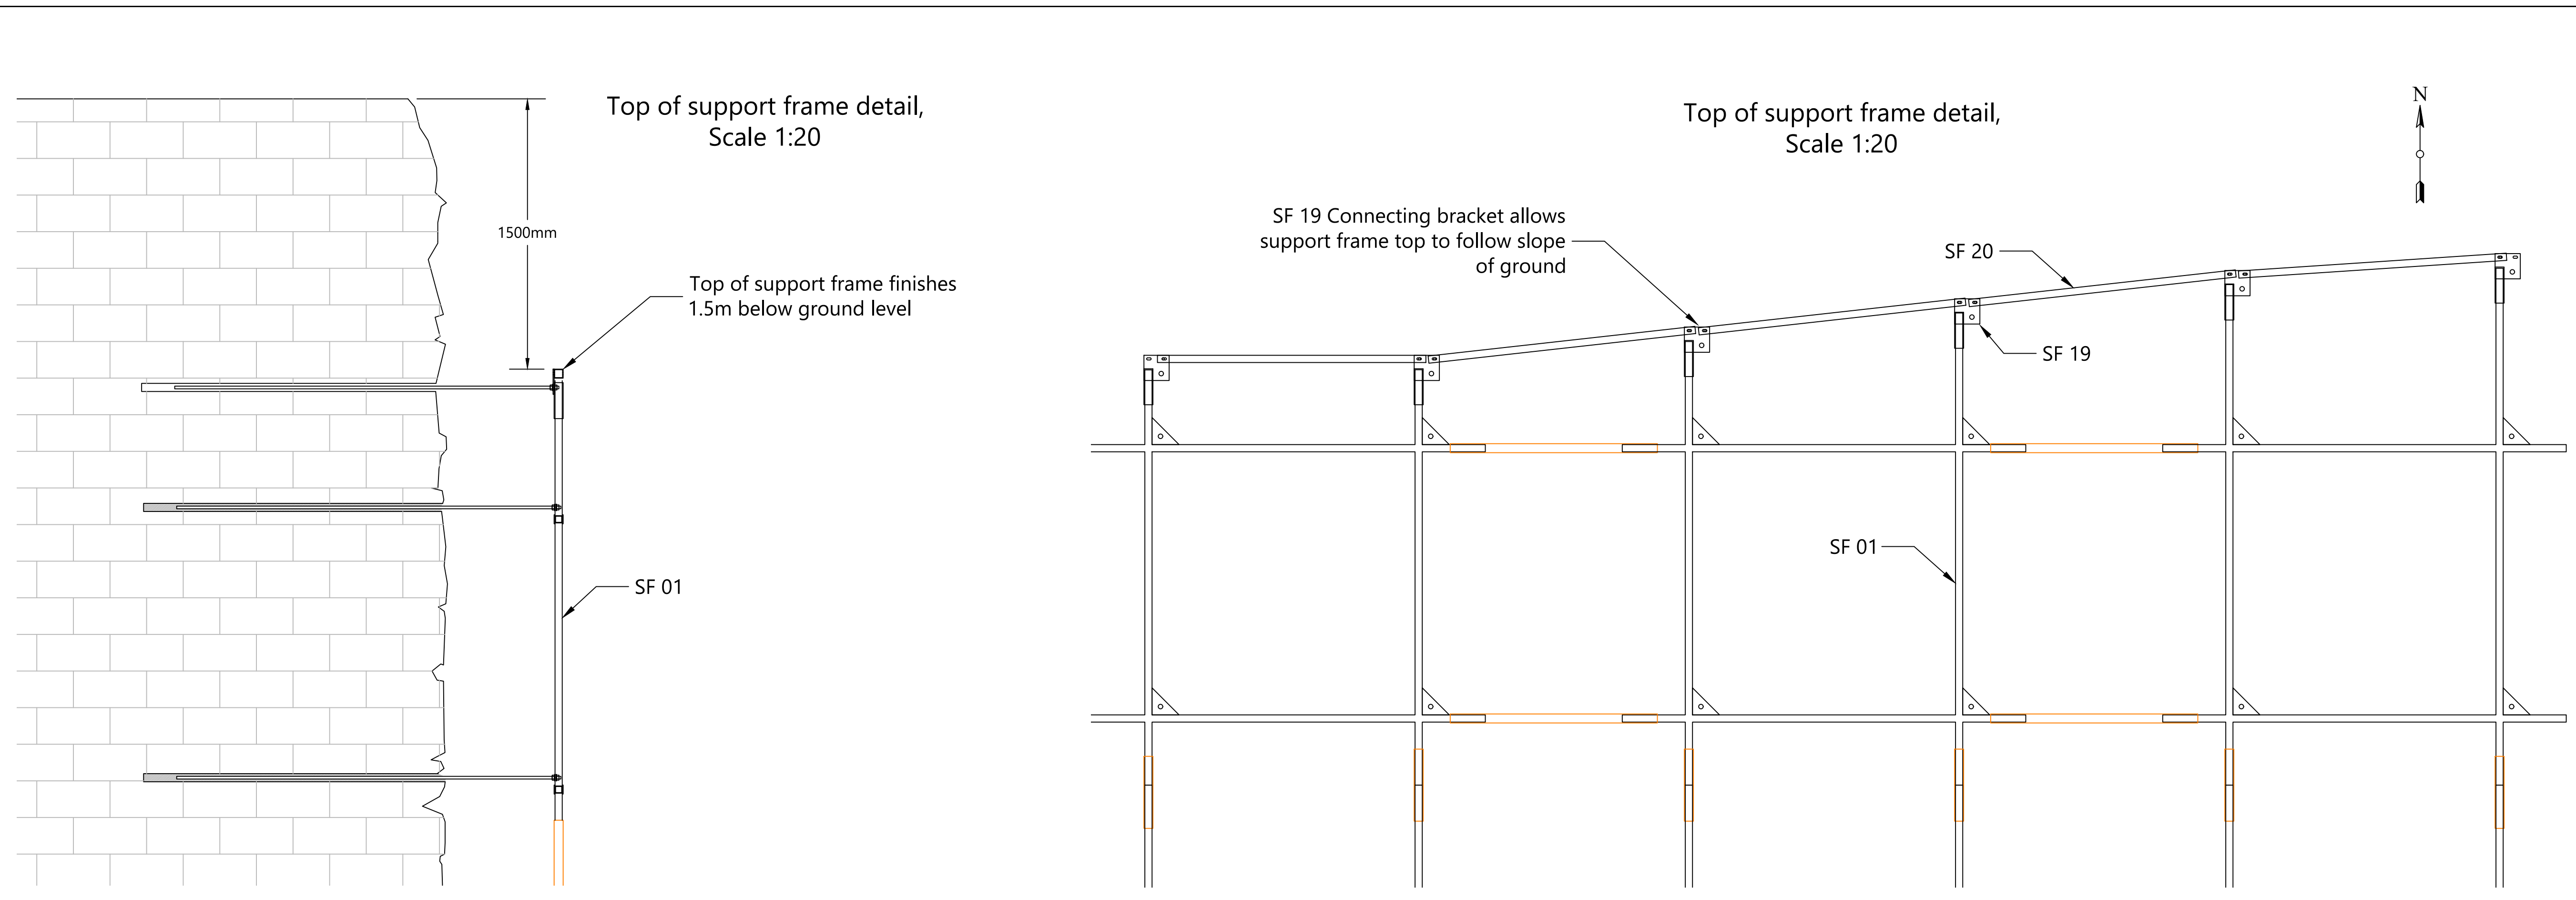 Top of support frame detail,
Scale 1:20
1500mm
Top of support frame finishes
1.5m below ground level
SF 01
Top of support frame detail,
Scale 1:20
N
SF 19 Connecting bracket allows
support frame top to follow slope
of ground
SF 20
SF 19
SF 01